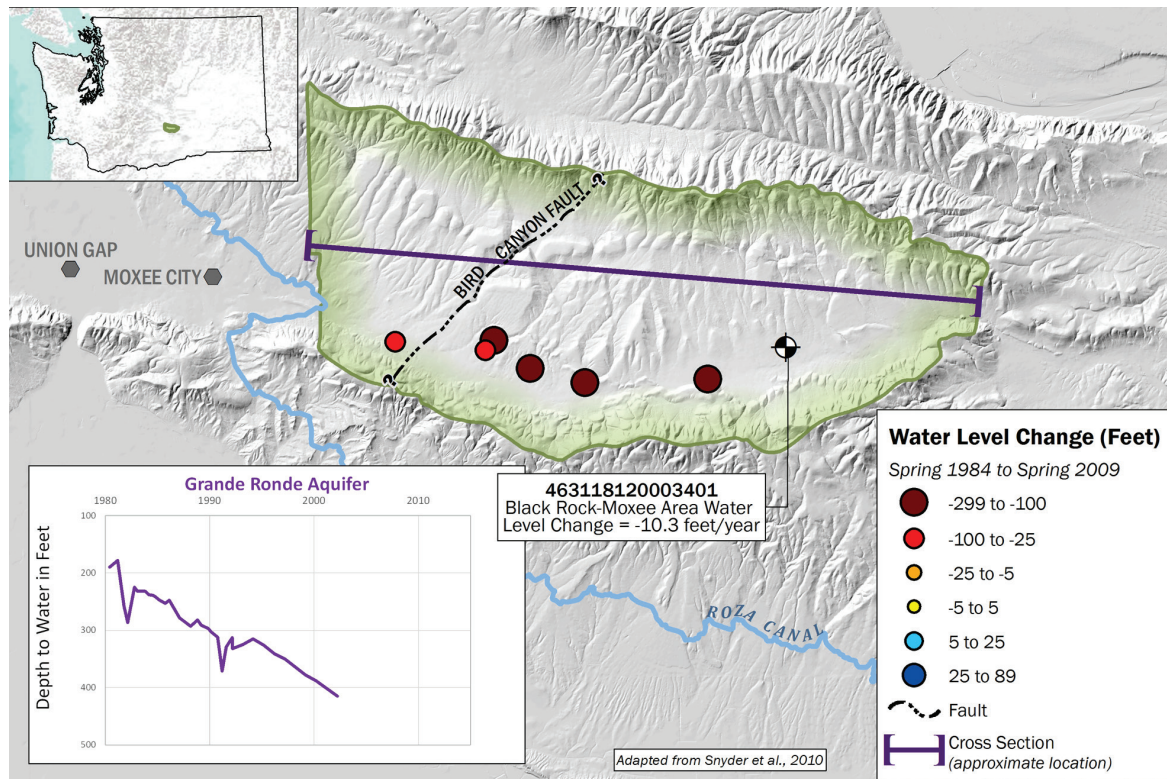 UNION GAP
MOXEE CITY
BIRD CANYON FAULT
?
?
463118120003401
Black Rock-Moxee Area Water
Level Change = -10.3 feet/year
ROZA CANAL
Grande Ronde Aquifer
1980
1990
2000
2010
Depth to Water in Feet
100
200
300
400
500
Adapted from Snyder et al., 2010
Water Level Change (Feet)
Spring 1984 to Spring 2009
-299 to -100
-100 to -25
-25 to -5
-5 to 5
5 to 25
25 to 89
Fault
Cross Section
(approximate location)